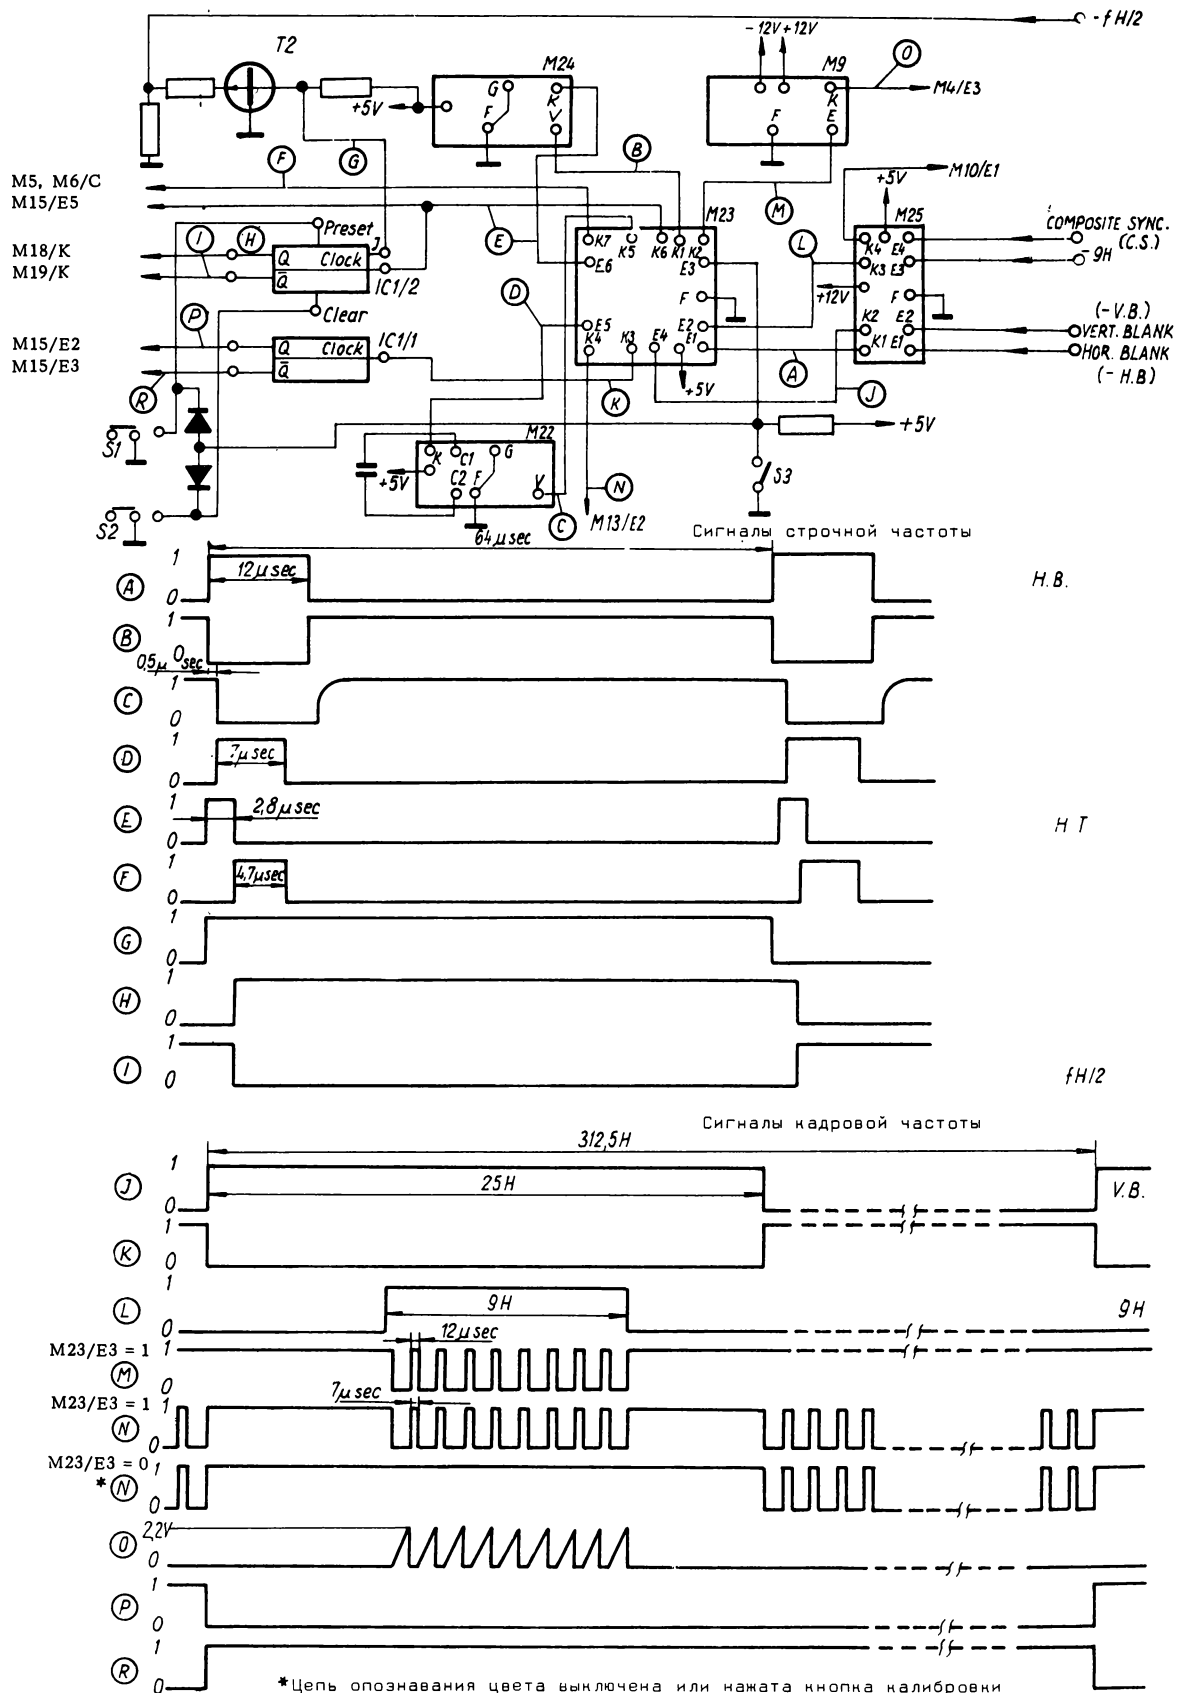 - fH/2
T2
+5V
M24
G
F
K
V
-12V +12V
M9
F
K
E
O
M4/E3
F
G
B
M
M5, M6/C
M15/E5
M10/E1
+5V
M25
COMPOSITE SYNC.
(C.S.)
- 9H
(-V.B.)
VERT. BLANK
HOR. BLANK
(- H.B)
K4
E4
K3
E3
+12V
F
K2
E2
K1
E1
M23
K7
K5
K6
K1
K2
E6
E3
F
E5
E2
K4
K3
E4
E1
+5V
E
L
D
A
J
K
Preset
J
M18/K
I
H
Q
Clock
M19/K
Q̅
IC1/2
Clear
P
M15/E2
Q
Clock
IC1/1
M15/E3
Q̅
R
S1
S2
M22
K
C1
G
+5V
C2
F
V
N
C
M13/E2
+5V
S3
Сигналы строчной частоты
64μsec
A
1
0
12μsec
H.B.
B
1
0
0,5μsec
C
1
0
D
1
0
7μsec
E
1
0
2,8μsec
H T
F
1
0
4,7μsec
G
1
0
H
1
0
I
1
0
fH/2
Сигналы кадровой частоты
312,5H
J
1
0
25H
V.B.
K
1
0
L
1
0
9H
9H
12μsec
M23/E3 = 1
1
M
0
7μsec
M23/E3 = 1
1
N
0
M23/E3 = 0
1
* N
0
2,2V
O
0
P
1
0
R
1
0
*Цепь опознавания цвета выключена или нажата кнопка калибровки